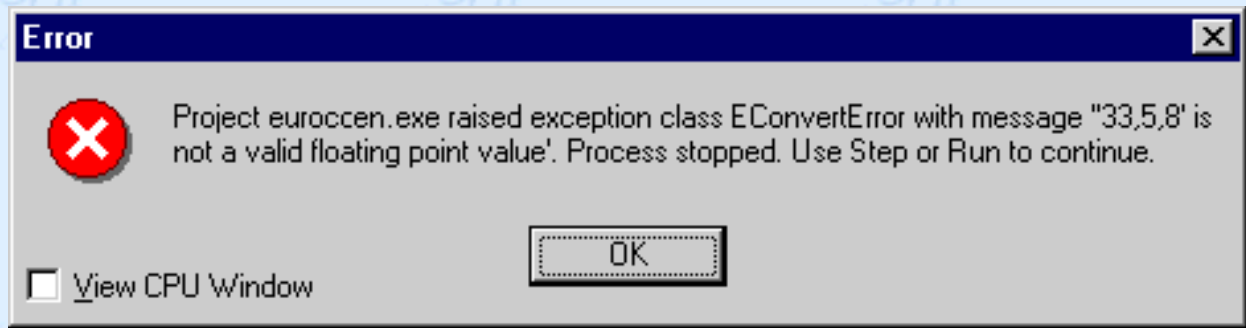 Error
Project euroccen.exe raised exception class EConvertError with message ''33,5,8' is
not a valid floating point value'. Process stopped. Use Step or Run to continue.
OK
View CPU Window